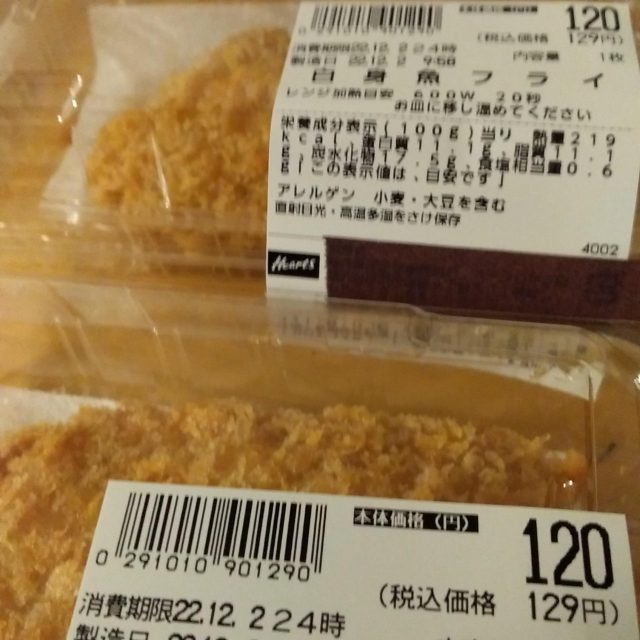 120
0 291010 901290
消費期限22.12. 2 24時 (税込価格 129円)
製造日 22.12. 2 9:58 内容量 1枚
白身魚フライ
レンジ加熱目安 600W 20秒
お皿に移し温めてください
栄養成分表示(100g)当り 熱量219
kcal,蛋白質11.1g,脂質11.1
g,炭水化物17.5g,食塩相当量0.6
g[この表示値は、目安です]
アレルゲン 小麦・大豆を含む
直射日光・高温多湿をさけ保存
4002
Hearts
本体価格(円)
120
0 291010 901290
消費期限22.12. 2 24時 (税込価格 129円)
製造日